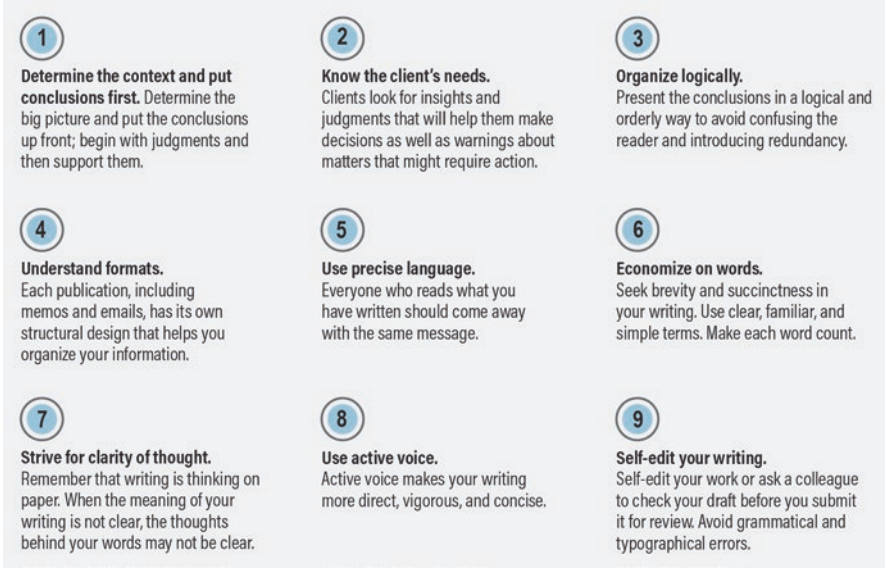 1
Determine the context and put
conclusions first. Determine the
big picture and put the conclusions
up front; begin with judgments and
then support them.
2
Know the client's needs.
Clients look for insights and
judgments that will help them make
decisions as well as warnings about
matters that might require action.
3
Organize logically.
Present the conclusions in a logical and
orderly way to avoid confusing the
reader and introducing redundancy.
4
Understand formats.
Each publication, including
memos and emails, has its own
structural design that helps you
organize your information.
5
Use precise language.
Everyone who reads what you
have written should come away
with the same message.
6
Economize on words.
Seek brevity and succinctness in
your writing. Use clear, familiar, and
simple terms. Make each word count.
7
Strive for clarity of thought.
Remember that writing is thinking on
paper. When the meaning of your
writing is not clear, the thoughts
behind your words may not be clear.
8
Use active voice.
Active voice makes your writing
more direct, vigorous, and concise.
9
Self-edit your writing.
Self-edit your work or ask a colleague
to check your draft before you submit
it for review. Avoid grammatical and
typographical errors.